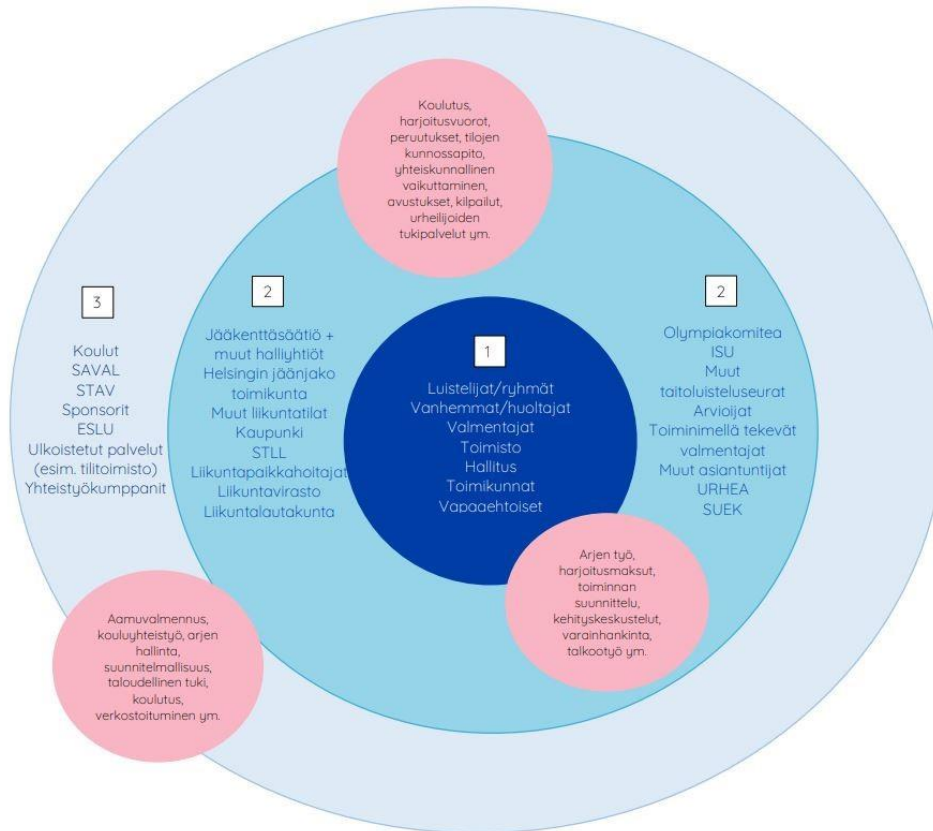 Koulutus,
harjoitusvuorot,
peruutukset, tilojen
kunnossapito,
yhteiskunnallinen
vaikuttaminen,
avustukset, kilpailut,
urheilijoiden
tukipalvelut ym.
3
Koulut
SAVAL
STAV
Sponsorit
ESLU
Ulkoistetut palvelut
(esim. tilitoimisto)
Yhteistyökumppanit
2
Jääkenttäsäätiö +
muut halliyhtiöt
Helsingin jäänjako
toimikunta
Muut liikuntatilat
Kaupunki
STLL
Liikuntapaikkahoitajat
Liikuntavirasto
Liikuntalautakunta
1
Luistelijat/ryhmät
Vanhemmat/huoltajat
Valmentajat
Toimisto
Hallitus
Toimikunnat
Vapaaehtoiset
2
Olympiakomitea
ISU
Muut
taitoluisteluseurat
Arvioijat
Toiminimellä tekevät
valmentajat
Muut asiantuntijat
URHEA
SUEK
Arjen työ,
harjoitusmaksut,
toiminnan
suunnittelu,
kehityskeskustelut,
varainhankinta,
talkootyö ym.
Aamuvalmennus,
kouluyhteistyö, arjen
hallinta,
suunnitelmallisuus,
taloudellinen tuki,
koulutus,
verkostoituminen ym.